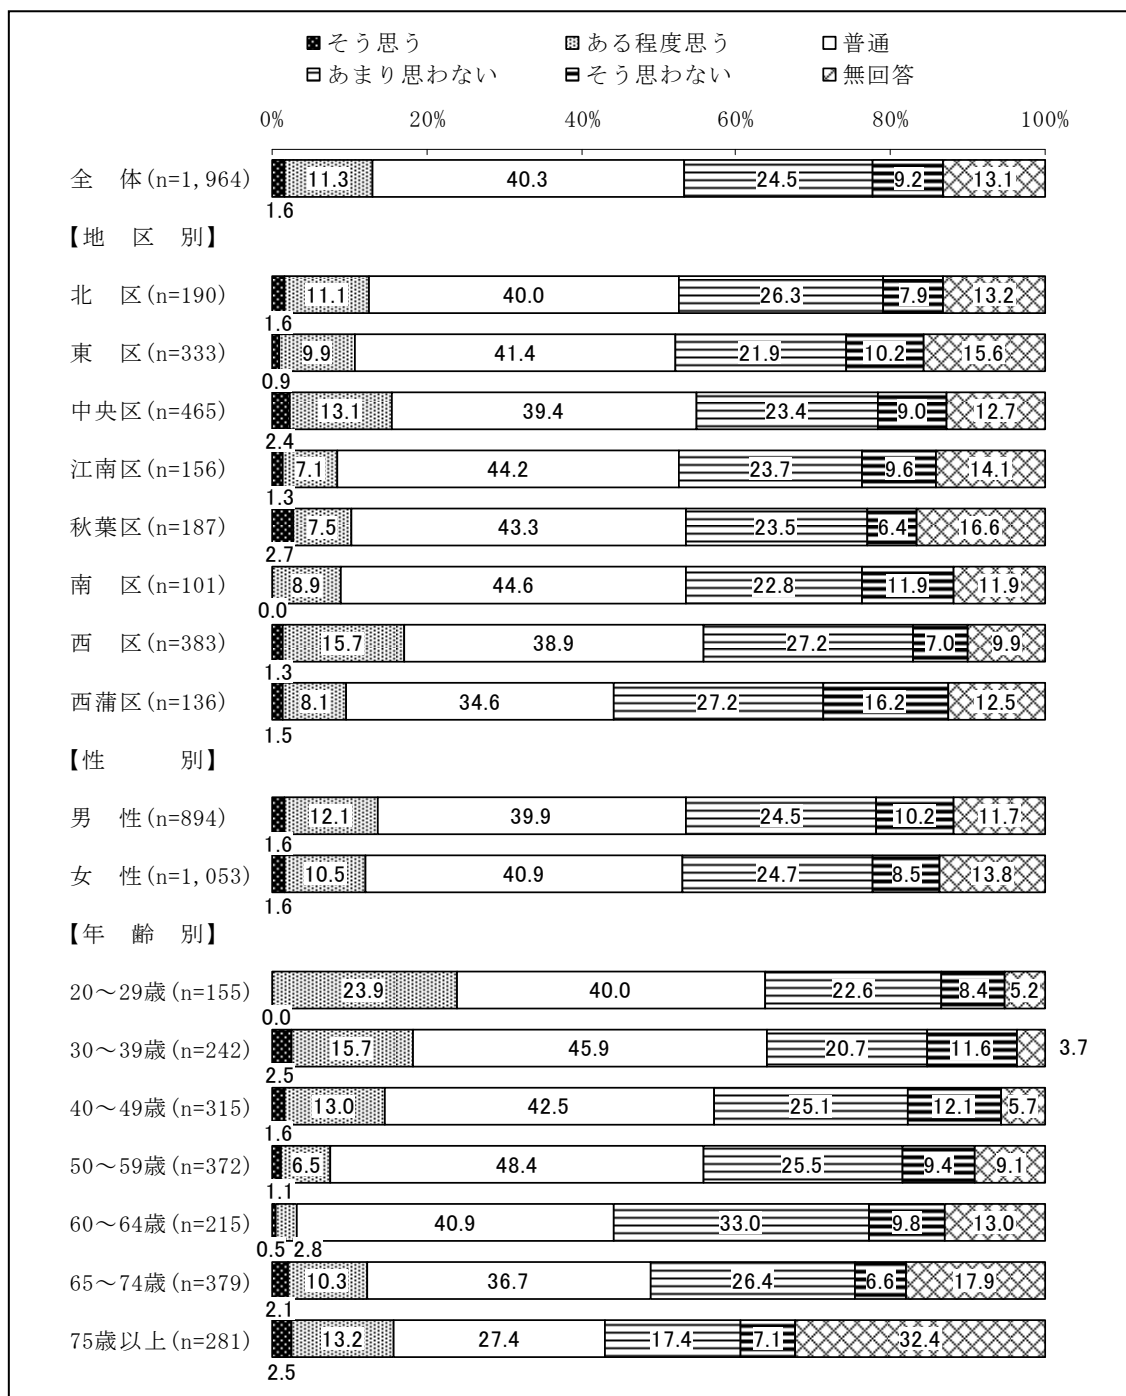 そう思う ある程度思う 普通
あまり思わない そう思わない 無回答
0% 20% 40% 60% 80% 100%
全 体(n=1,964) 11.3 40.3 24.5 9.2 13.1
1.6
【地 区 別】
北 区(n=190) 11.1 40.0 26.3 7.9 13.2
1.6
東 区(n=333) 9.9 41.4 21.9 10.2 15.6
0.9
中央区(n=465) 13.1 39.4 23.4 9.0 12.7
2.4
江南区(n=156) 7.1 44.2 23.7 9.6 14.1
1.3
秋葉区(n=187) 7.5 43.3 23.5 6.4 16.6
2.7
南 区(n=101) 8.9 44.6 22.8 11.9 11.9
0.0
西 区(n=383) 15.7 38.9 27.2 7.0 9.9
1.3
西蒲区(n=136) 8.1 34.6 27.2 16.2 12.5
1.5
【性 別】
男 性(n=894) 12.1 39.9 24.5 10.2 11.7
1.6
女 性(n=1,053) 10.5 40.9 24.7 8.5 13.8
1.6
【年 齢 別】
20～29歳(n=155) 23.9 40.0 22.6 8.4 5.2
0.0
30～39歳(n=242) 15.7 45.9 20.7 11.6 3.7
2.5
40～49歳(n=315) 13.0 42.5 25.1 12.1 5.7
1.6
50～59歳(n=372) 6.5 48.4 25.5 9.4 9.1
1.1
60～64歳(n=215) 40.9 33.0 9.8 13.0
0.5 2.8
65～74歳(n=379) 10.3 36.7 26.4 6.6 17.9
2.1
75歳以上(n=281) 13.2 27.4 17.4 7.1 32.4
2.5